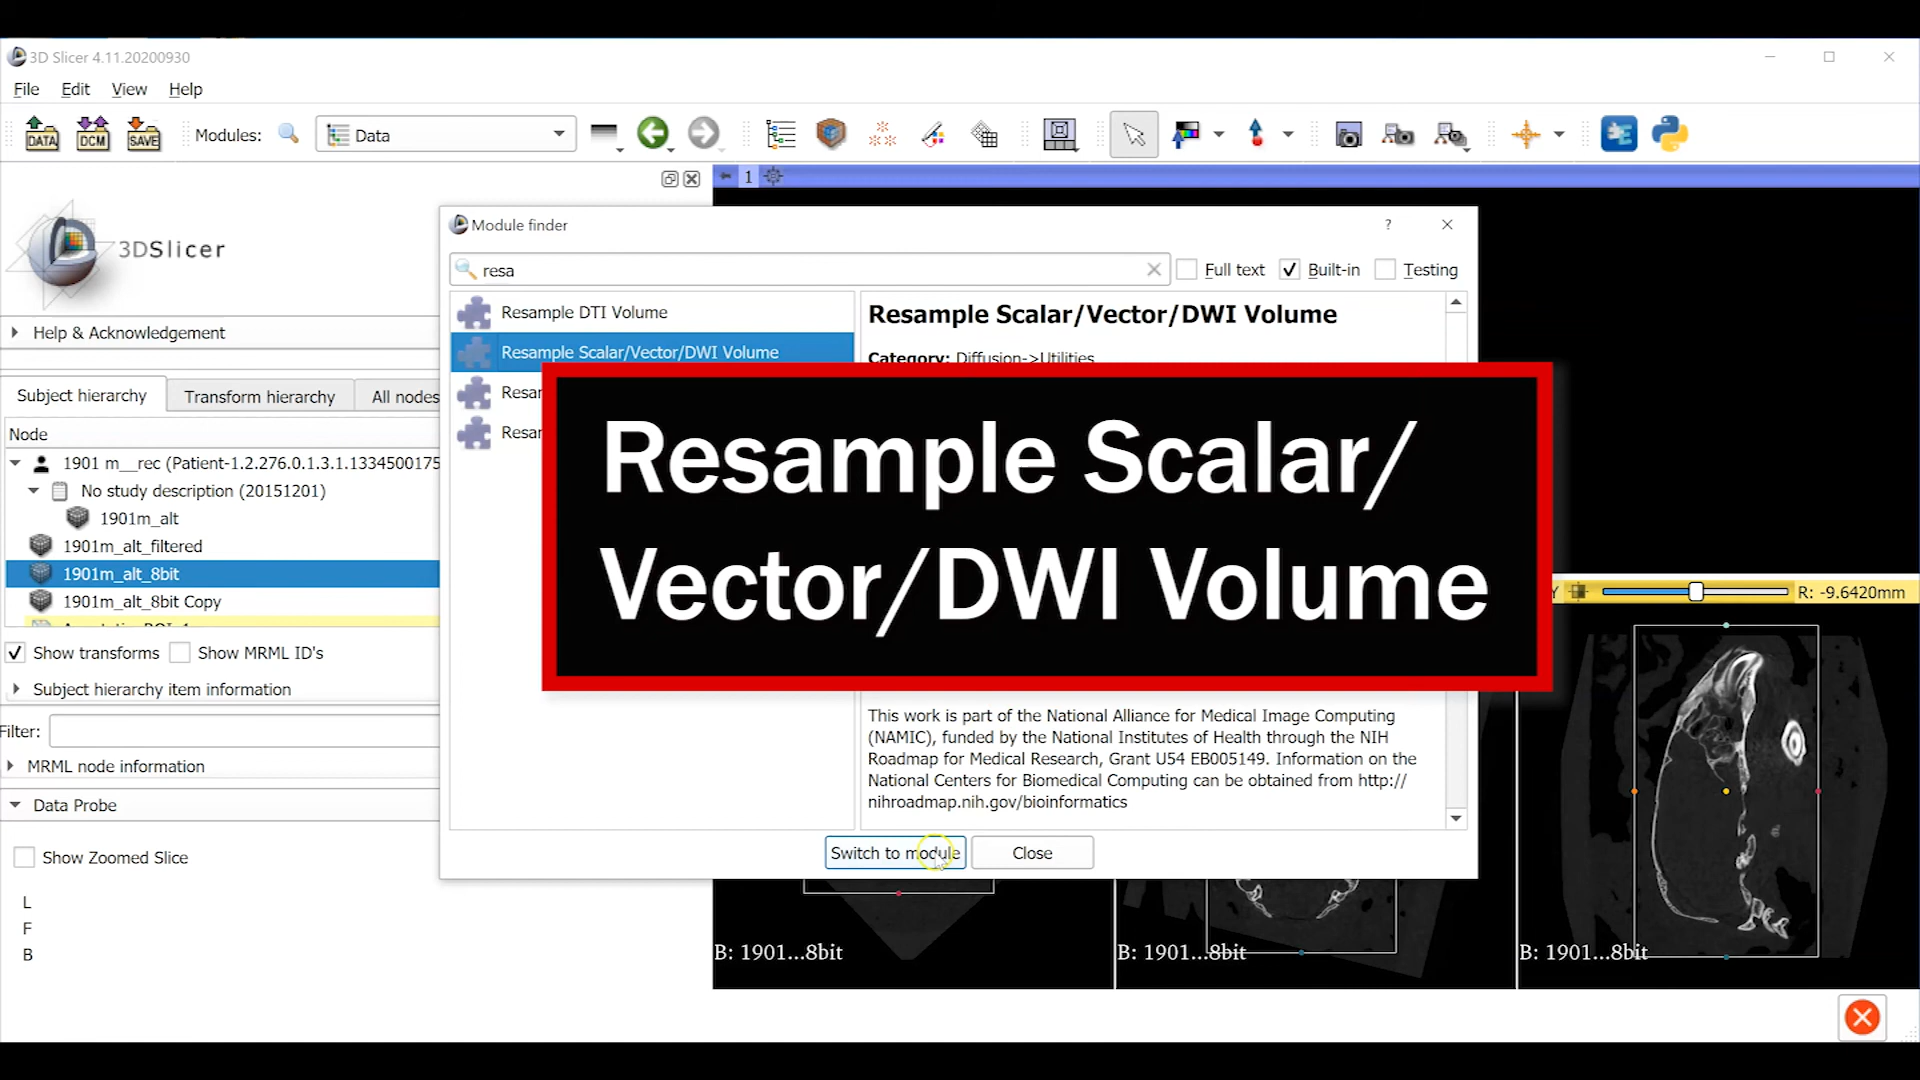 3D Slicer 4.11.20200930
File Edit View Help
DATA DCM SAVE Modules: Data
1
3DSlicer
Module finder
?
resa Full text Built-in Testing
Help & Acknowledgement
Resample DTI Volume
Resample Scalar/Vector/DWI Volume
Resample Scalar/Vector/DWI Volume
Category: Diffusion->Utilities
Resample Scalar/
Vector/DWI Volume
Subject hierarchy Transform hierarchy All nodes
Node
1901 m__rec (Patient-1.2.276.0.1.3.1.1334500175
No study description (20151201)
1901m_alt
1901m_alt_filtered
1901m_alt_8bit
1901m_alt_8bit Copy
Show transforms Show MRML ID's
Subject hierarchy item information
Filter:
MRML node information
Data Probe
Show Zoomed Slice
L
F
B
This work is part of the National Alliance for Medical Image Computing
(NAMIC), funded by the National Institutes of Health through the NIH
Roadmap for Medical Research, Grant U54 EB005149. Information on the
National Centers for Biomedical Computing can be obtained from http://
nihroadmap.nih.gov/bioinformatics
Switch to module Close
R: -9.6420mm
B: 1901...8bit
B: 1901...8bit
B: 1901...8bit